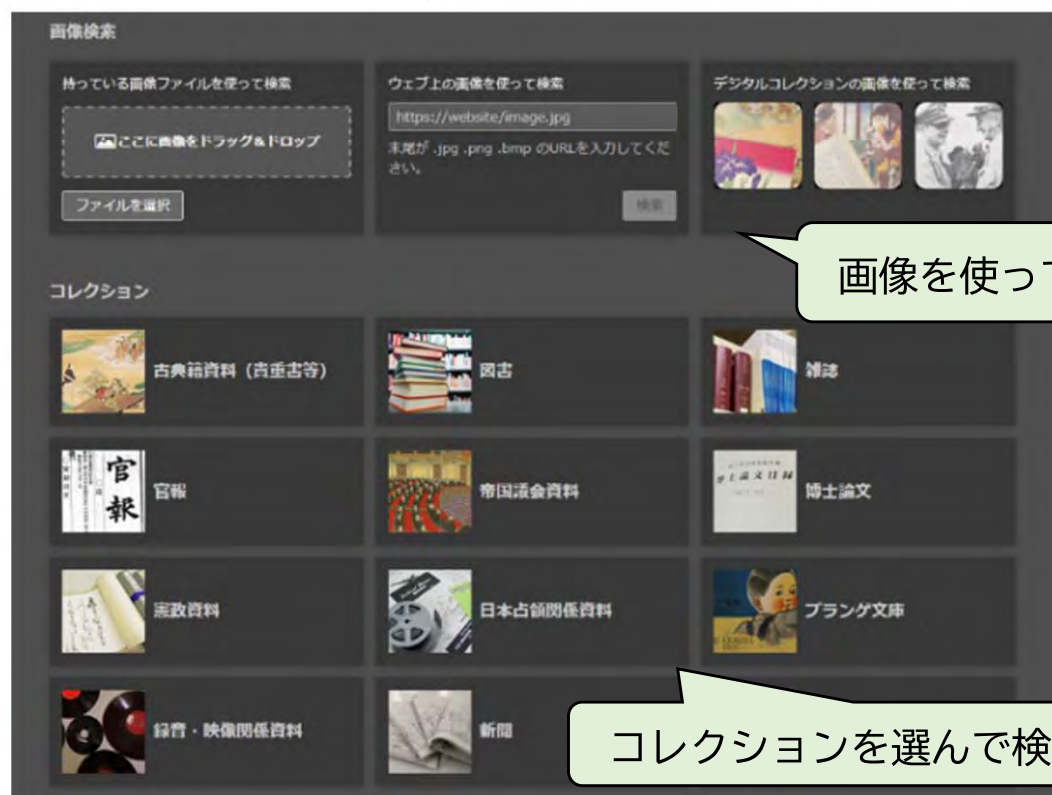 画像検索
持っている画像ファイルを使って検索
ここに画像をドラッグ&ドロップ
ファイルを選択
ウェブ上の画像を使って検索
https://website/image.jpg
末尾が .jpg .png .bmp のURLを入力してくだ
さい。
検索
デジタルコレクションの画像を使って検索
画像を使っ
コレクション
古典籍資料（貴重書等）
図書
雑誌
官報
官報
帝国議会資料
博士論文
憲政資料
日本占領関係資料
プランゲ文庫
録音・映像関係資料
新聞
コレクションを選んで検